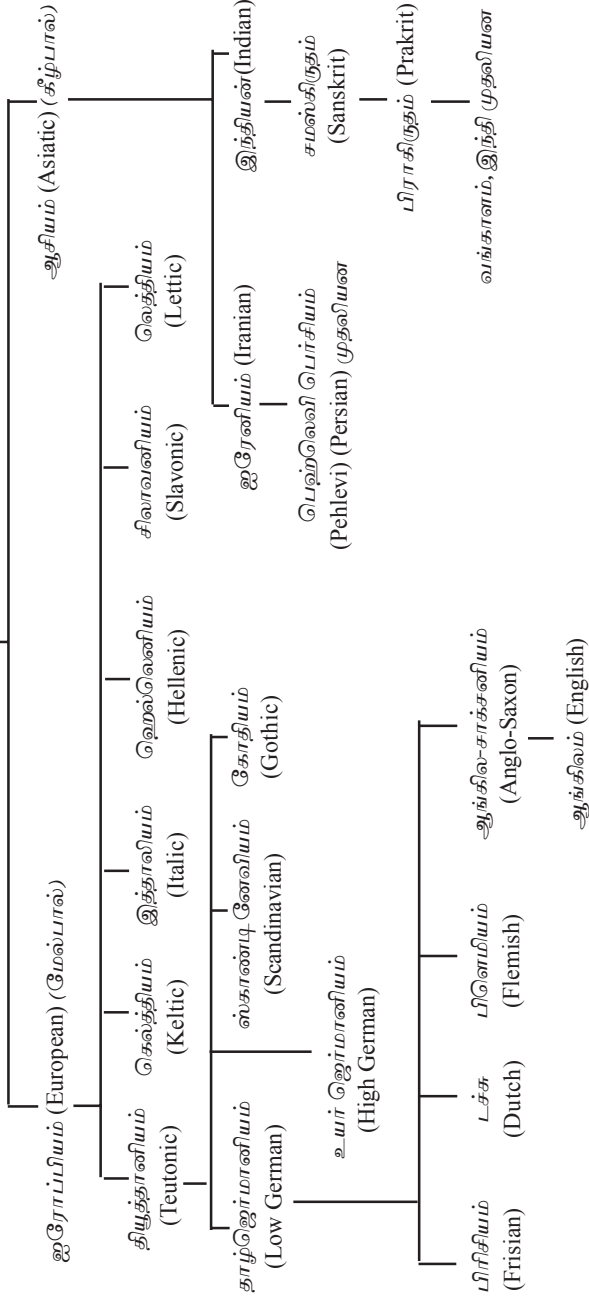 ஐரோப்பியம் (European) (மேல்பால்)
ஆசியம் (Asiatic) (கீழ்பால்)
தியூத்தானியம்
(Teutonic)
கெல்த்தியம்
(Keltic)
இத்தாலியம்
(Italic)
ஹெல்லெனியம்
(Hellenic)
சிலாவனியம்
(Slavonic)
லெத்தியம்
(Lettic)
தாழ்ஜெர்மானியம்
(Low German)
உயர் ஜெர்மானியம்
(High German)
ஸ்காண்டி னேவியம்
(Scandinavian)
கோதியம்
(Gothic)
ஐரேனியம் (Iranian)
இந்தியன்(Indian)
பெஹ்லெவி பெர்சியம்
(Pehlevi) (Persian) முதலியன
சமஸ்கிருதம்
(Sanskrit)
பிராகிருதம் (Prakrit)
வங்காளம், இந்தி முதலியன
பிரிசியம்
(Frisian)
டச்சு
(Dutch)
பிளெமியம்
(Flemish)
ஆங்கில-சாக்சனியம்
(Anglo-Saxon)
ஆங்கிலம் (English)